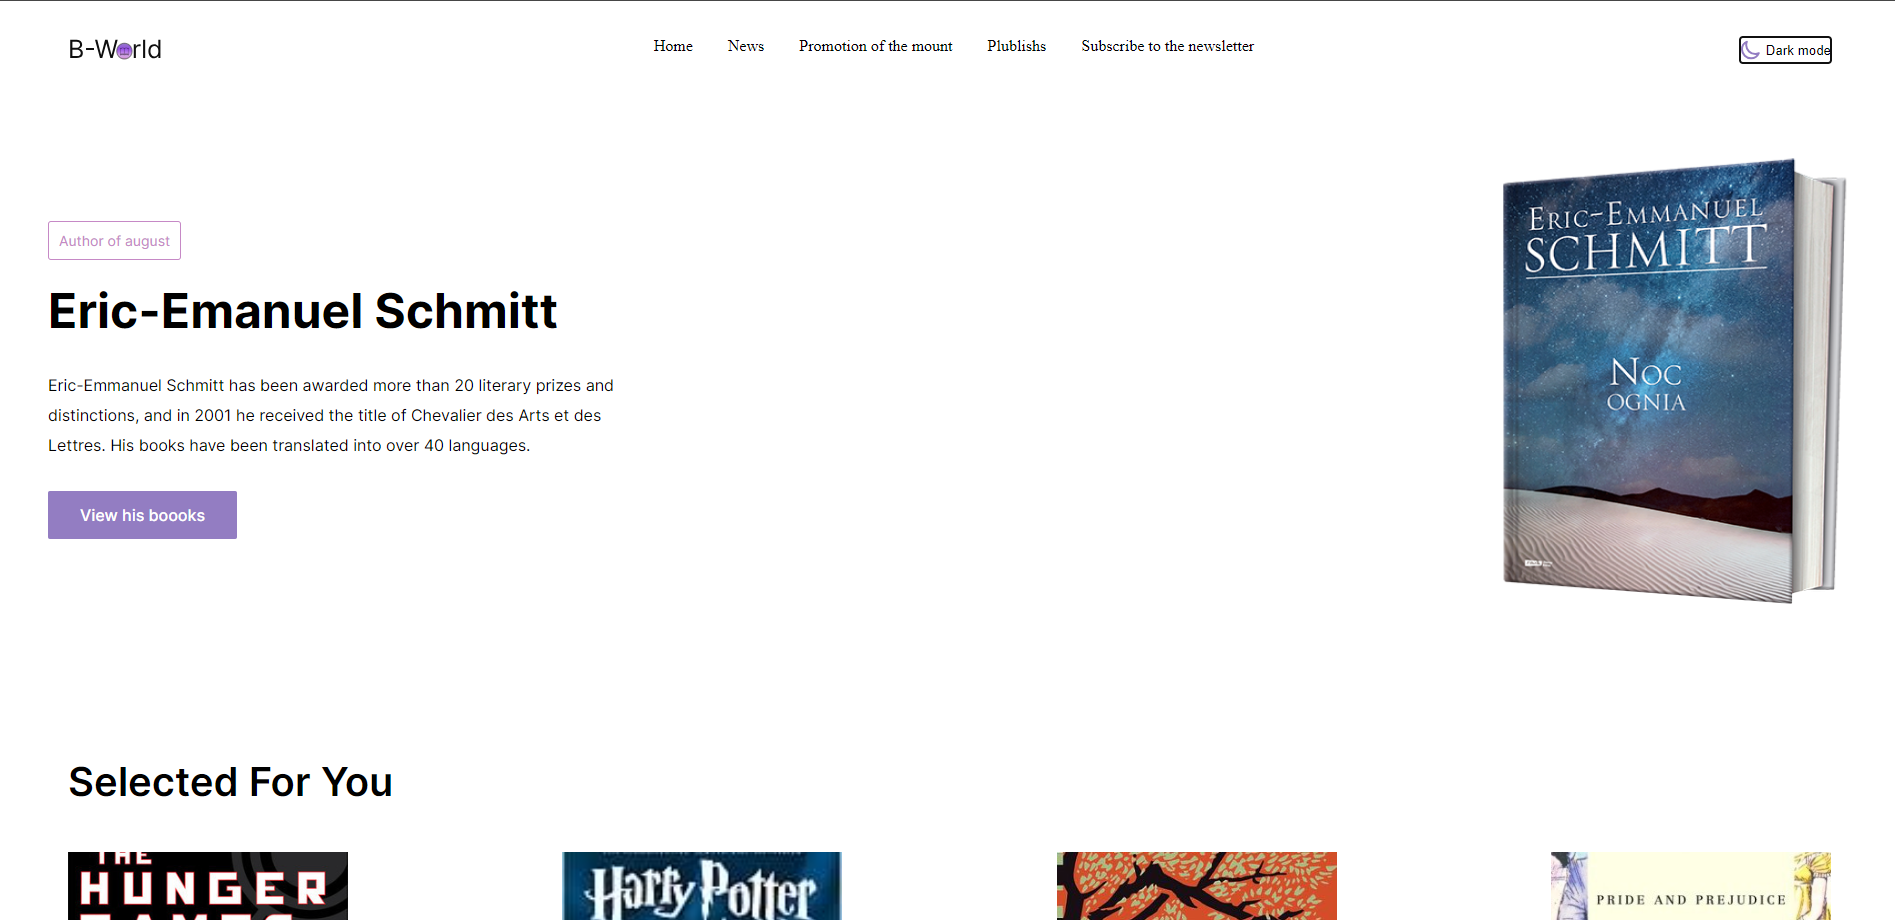 B-World
Home
News
Promotion of the mount
Plublishs
Subscribe to the newsletter
Dark mode
Author of august
Eric-Emanuel Schmitt
Eric-Emmanuel Schmitt has been awarded more than 20 literary prizes and
distinctions, and in 2001 he received the title of Chevalier des Arts et des
Lettres. His books have been translated into over 40 languages.
View his boooks
ERIC-EMMANUEL
SCHMITT
NOC
OGNIA
Selected For You
THE
HUNGER
GAMES
Harry Potter
PRIDE AND PREJUDICE